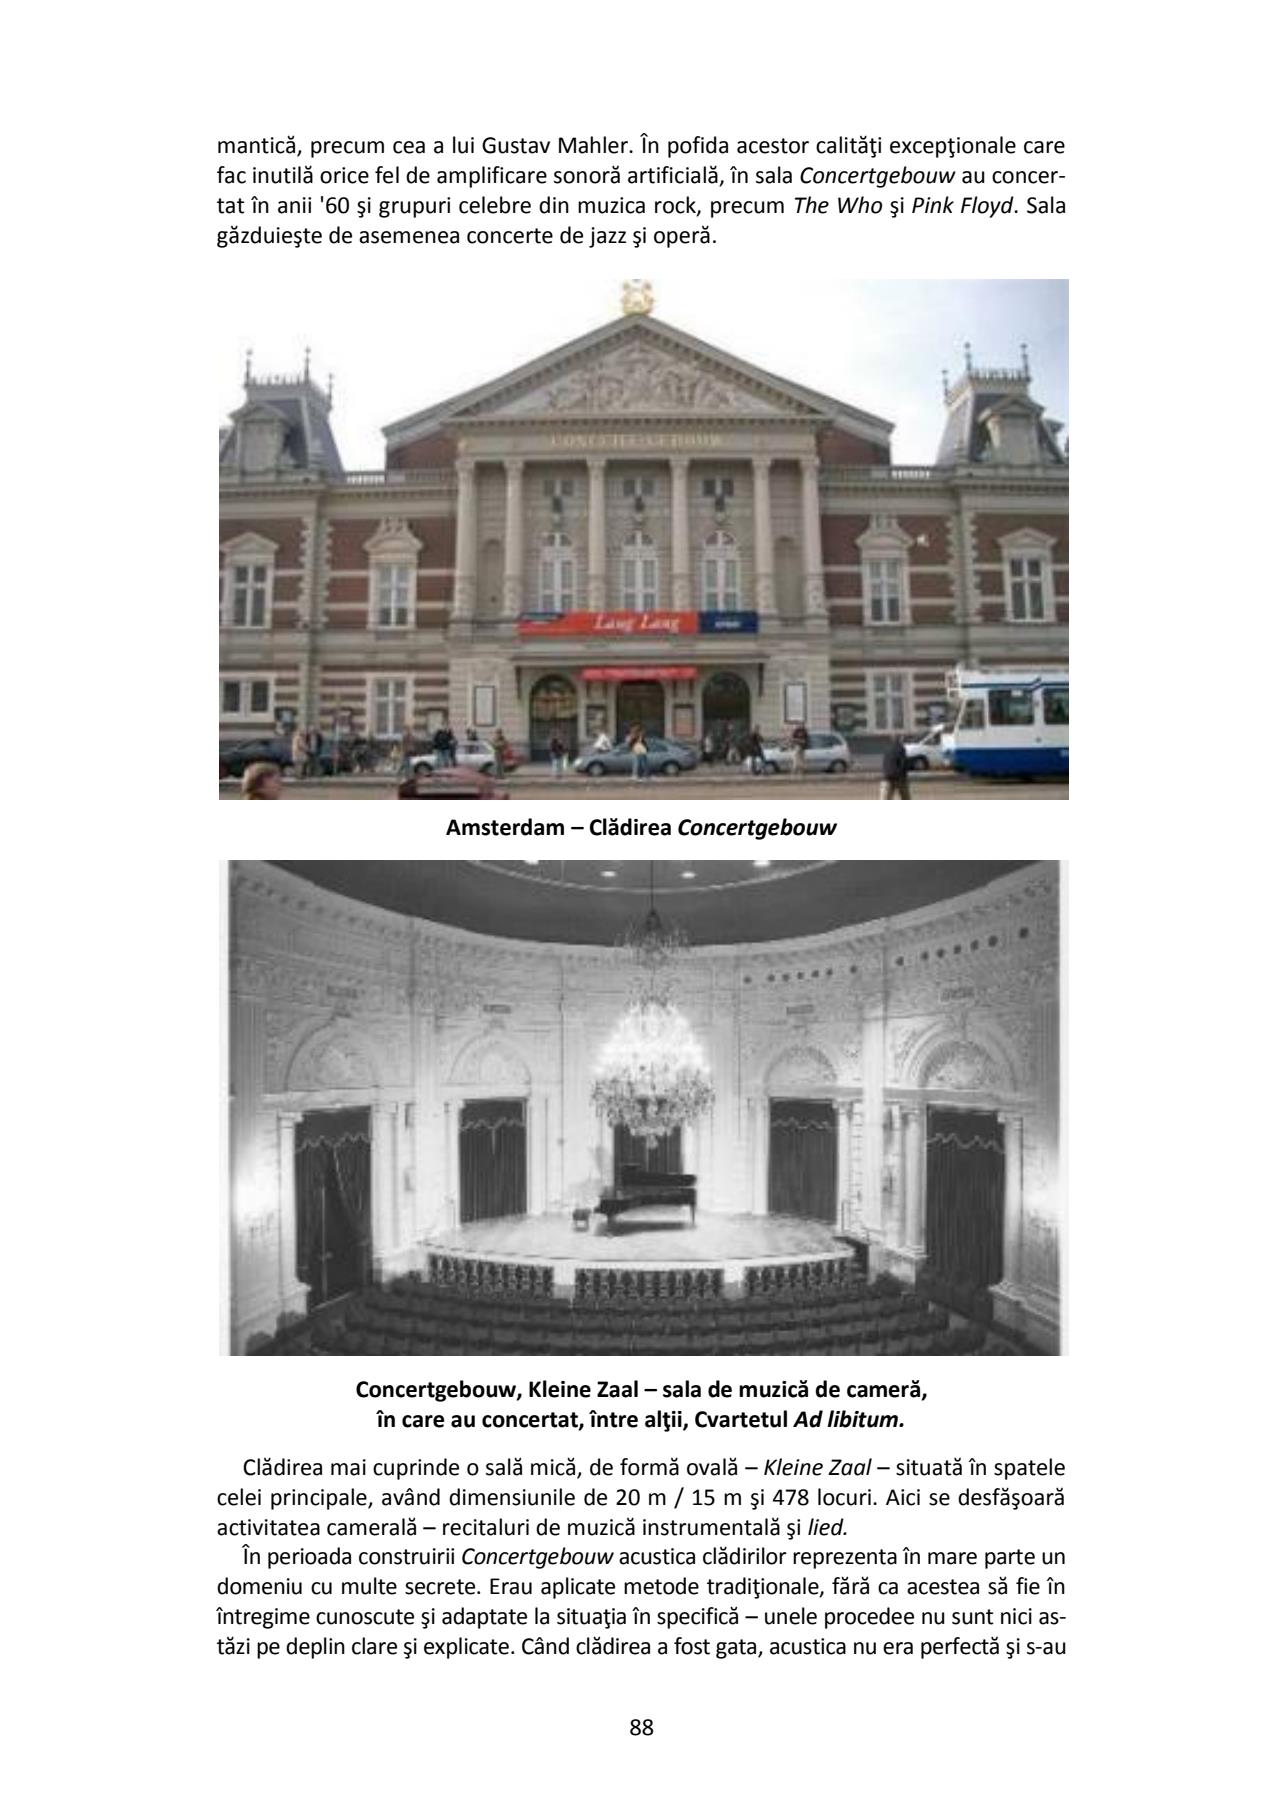 mantică, precum cea a lui Gustav Mahler. În pofida acestor calităţi excepţionale care
fac inutilă orice fel de amplificare sonoră artificială, în sala Concertgebouw au concer-
tat în anii '60 şi grupuri celebre din muzica rock, precum The Who şi Pink Floyd. Sala
găzduieşte de asemenea concerte de jazz şi operă.
CONCERTGEBOUW
Lang Lang
Amsterdam – Clădirea Concertgebouw
Concertgebouw, Kleine Zaal – sala de muzică de cameră,
în care au concertat, între alţii, Cvartetul Ad libitum.
Clădirea mai cuprinde o sală mică, de formă ovală – Kleine Zaal – situată în spatele
celei principale, având dimensiunile de 20 m / 15 m şi 478 locuri. Aici se desfăşoară
activitatea camerală – recitaluri de muzică instrumentală şi lied.
În perioada construirii Concertgebouw acustica clădirilor reprezenta în mare parte un
domeniu cu multe secrete. Erau aplicate metode tradiţionale, fără ca acestea să fie în
întregime cunoscute şi adaptate la situaţia în specifică – unele procedee nu sunt nici as-
tăzi pe deplin clare şi explicate. Când clădirea a fost gata, acustica nu era perfectă şi s-au
88